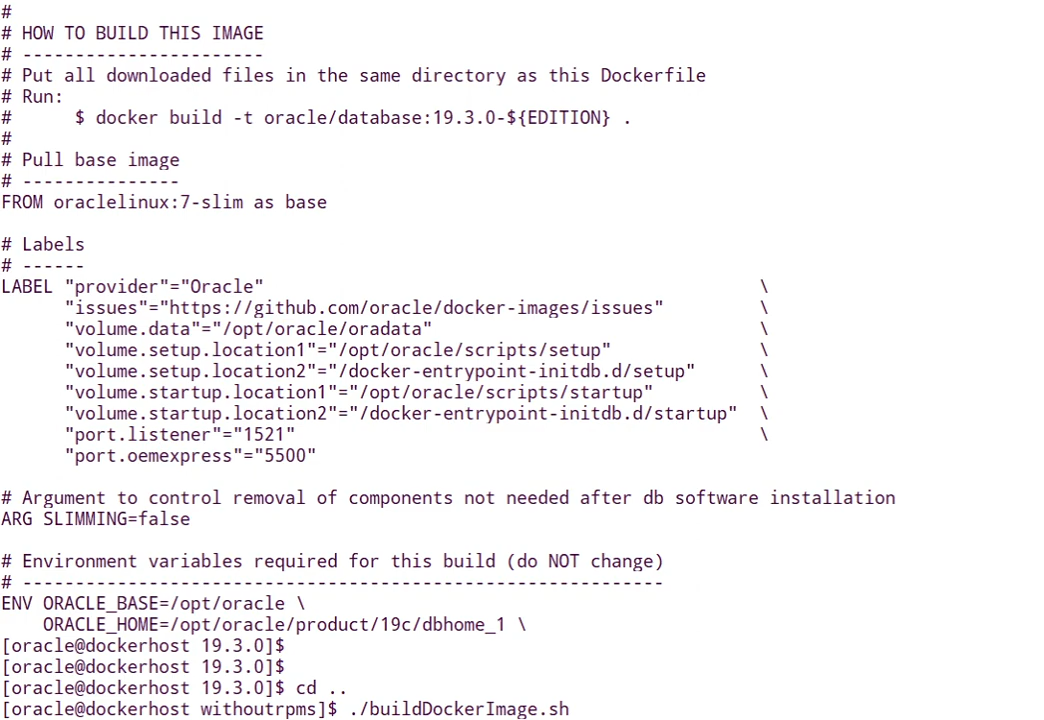 #
# HOW TO BUILD THIS IMAGE
# -----------------------
# Put all downloaded files in the same directory as this Dockerfile
# Run:
#      $ docker build -t oracle/database:19.3.0-${EDITION} .
#
# Pull base image
# ---------------
FROM oraclelinux:7-slim as base

# Labels
# ------
LABEL "provider"="Oracle"                                               \
      "issues"="https://github.com/oracle/docker-images/issues"         \
      "volume.data"="/opt/oracle/oradata"                               \
      "volume.setup.location1"="/opt/oracle/scripts/setup"              \
      "volume.setup.location2"="/docker-entrypoint-initdb.d/setup"      \
      "volume.startup.location1"="/opt/oracle/scripts/startup"          \
      "volume.startup.location2"="/docker-entrypoint-initdb.d/startup"  \
      "port.listener"="1521"                                            \
      "port.oemexpress"="5500"

# Argument to control removal of components not needed after db software installation
ARG SLIMMING=false

# Environment variables required for this build (do NOT change)
# -------------------------------------------------------------
ENV ORACLE_BASE=/opt/oracle \
    ORACLE_HOME=/opt/oracle/product/19c/dbhome_1 \
[oracle@dockerhost 19.3.0]$
[oracle@dockerhost 19.3.0]$
[oracle@dockerhost 19.3.0]$ cd ..
[oracle@dockerhost withoutrpms]$ ./buildDockerImage.sh